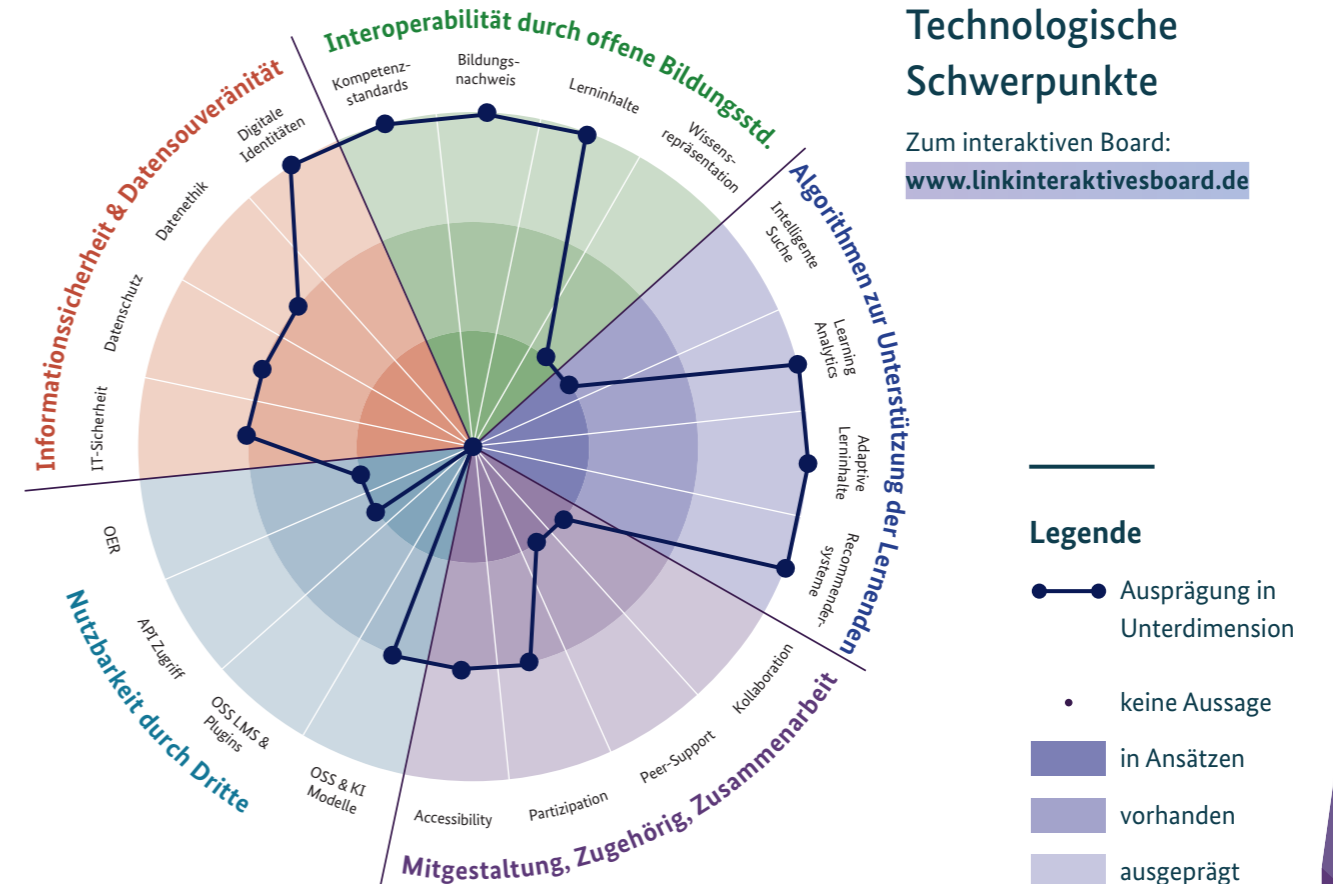 Technologische
Schwerpunkte
Zum interaktiven Board:
www.linkinteraktivesboard.de
Interoperabilität durch offene Bildungsstd.
Kompetenz-
standards
Bildungs-
nachweis
Lerninhalte
Wissens-
repräsentation
Algorithmen zur Unterstützung der Lernenden
Intelligente
Suche
Learning
Analytics
Adaptive
Lerninhalte
Recommender-
systeme
Mitgestaltung, Zugehörig, Zusammenarbeit
Kollaboration
Peer-Support
Partizipation
Accessibility
Nutzbarkeit durch Dritte
OSS & KI
Modelle
OSS LMS &
Plugins
API Zugriff
OER
Informationssicherheit & Datensouveränität
IT-Sicherheit
Datenschutz
Datenethik
Digitale
Identitäten
Legende
Ausprägung in
Unterdimension
keine Aussage
in Ansätzen
vorhanden
ausgeprägt